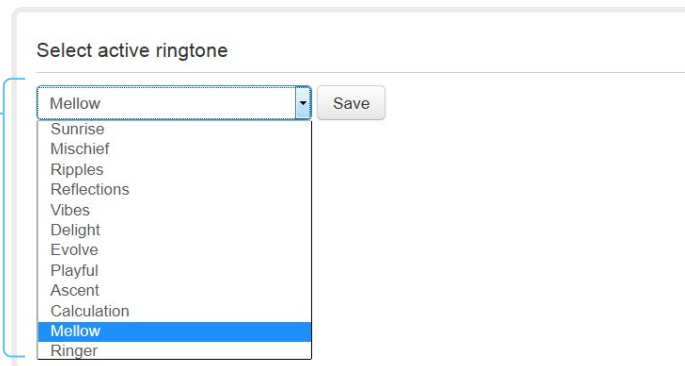 Select active ringtone
Mellow
Save
Sunrise
Mischief
Ripples
Reflections
Vibes
Delight
Evolve
Playful
Ascent
Calculation
Mellow
Ringer